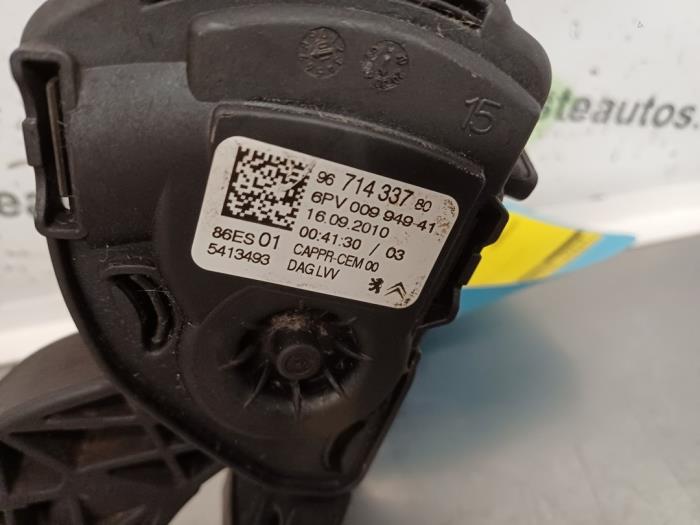 15
steautos.
96 714 337 80
6PV 009 949-41
16.09.2010
00:41:30 / 03
86ES 01
CAPPR-CEM 00
5413493
DAG LVV